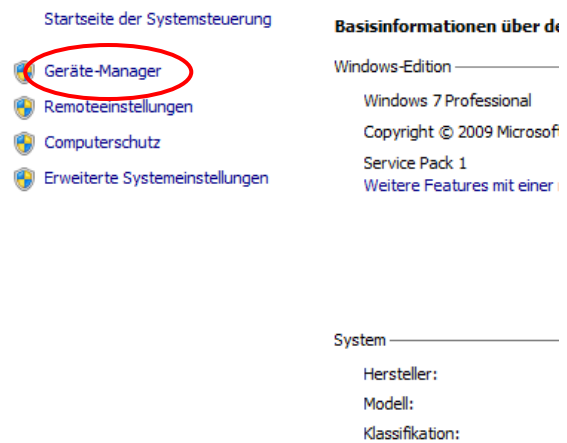 Startseite der Systemsteuerung
Geräte-Manager
Remoteeinstellungen
Computerschutz
Erweiterte Systemeinstellungen
Basisinformationen über de
Windows-Edition
Windows 7 Professional
Copyright © 2009 Microsoft
Service Pack 1
Weitere Features mit einer
System
Hersteller:
Modell:
Klassifikation: